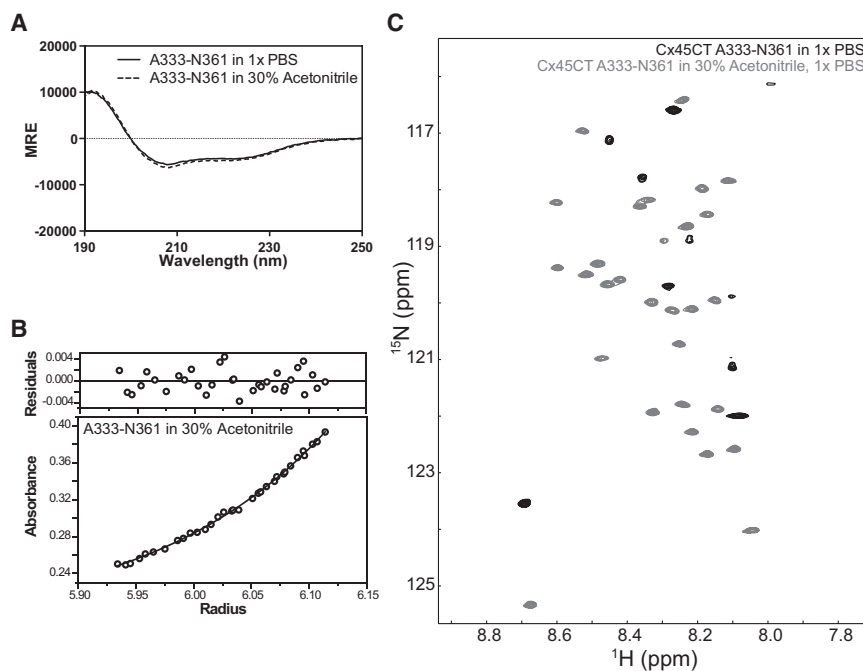 A
20000
10000
0
-10000
-20000
MRE
A333-N361 in 1x PBS
A333-N361 in 30% Acetonitrile
190
210
230
250
Wavelength (nm)
B
Residuals
0.004
0.000
-0.004
A333-N361 in 30% Acetonitrile
Absorbance
0.40
0.36
0.32
0.28
0.24
5.90
5.95
6.00
6.05
6.10
6.15
Radius
C
Cx45CT A333-N361 in 1x PBS
Cx45CT A333-N361 in 30% Acetonitrile, 1x PBS
117
119
121
123
125
15N (ppm)
8.8
8.6
8.4
8.2
8.0
7.8
1H (ppm)